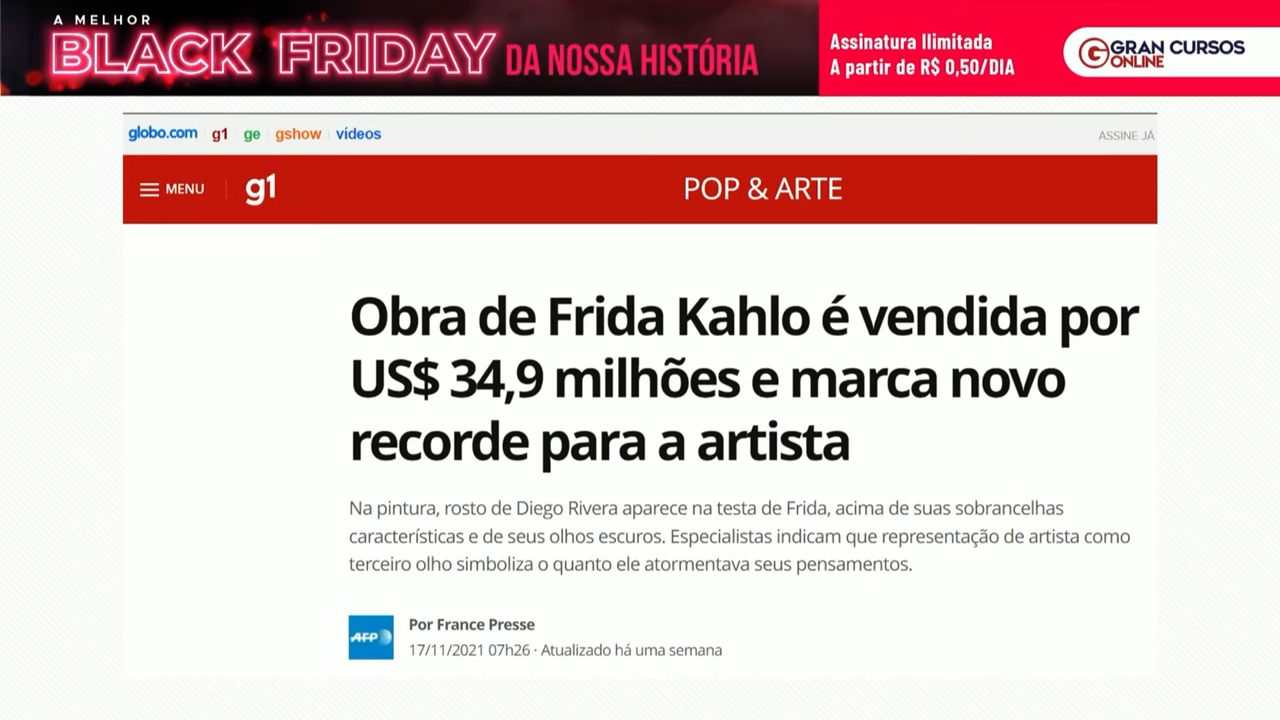 A MELHOR
BLACK FRIDAY DA NOSSA HISTÓRIA
Assinatura Ilimitada
A partir de R$ 0,50/DIA
GRAN CURSOS
ONLINE
globo.com g1 ge gshow vídeos ASSINE JÁ
MENU g1 POP & ARTE
Obra de Frida Kahlo é vendida por
US$ 34,9 milhões e marca novo
recorde para a artista
Na pintura, rosto de Diego Rivera aparece na testa de Frida, acima de suas sobrancelhas
características e de seus olhos escuros. Especialistas indicam que representação de artista como
terceiro olho simboliza o quanto ele atormentava seus pensamentos.
AFP
Por France Presse
17/11/2021 07h26 · Atualizado há uma semana